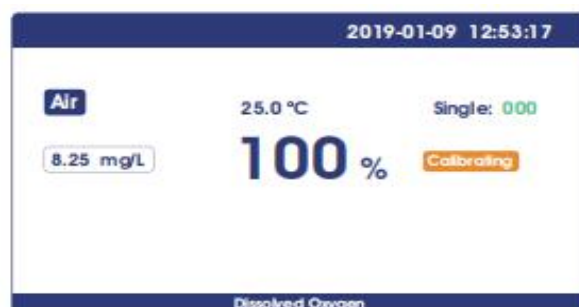 2019-01-09 12:53:17
Air
25.0 ℃
Single: 000
8.25 mg/L
100 %
Calibrating
Dissolved Oxygen